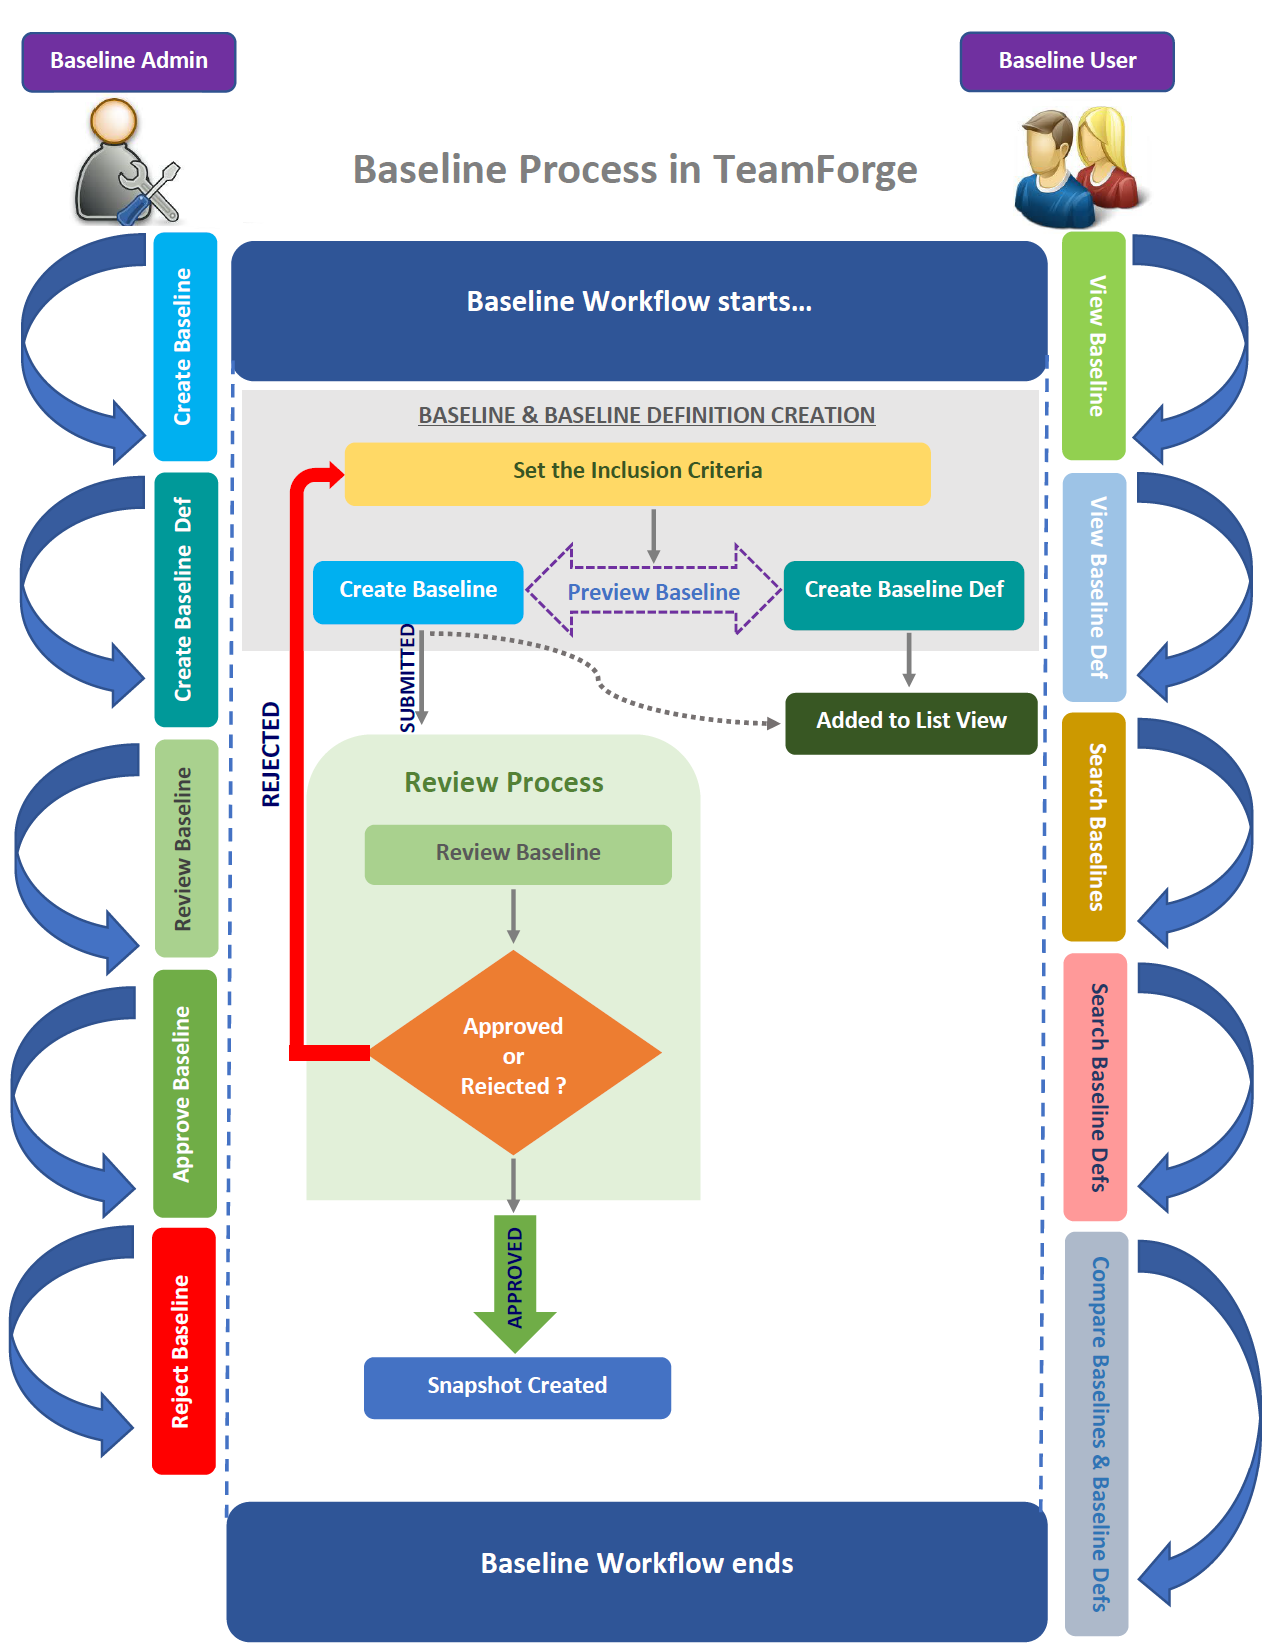 Baseline Admin
Baseline User
Baseline Process in TeamForge
Create Baseline
Create Baseline Def
Review Baseline
Approve Baseline
Reject Baseline
Baseline Workflow starts...
BASELINE & BASELINE DEFINITION CREATION
Set the Inclusion Criteria
Create Baseline
Preview Baseline
Create Baseline Def
SUBMITTED
Added to List View
REJECTED
Review Process
Review Baseline
Approved
or
Rejected ?
APPROVED
Snapshot Created
Baseline Workflow ends
View Baseline
View Baseline Def
Search Baselines
Search Baseline Defs
Compare Baselines & Baseline Defs